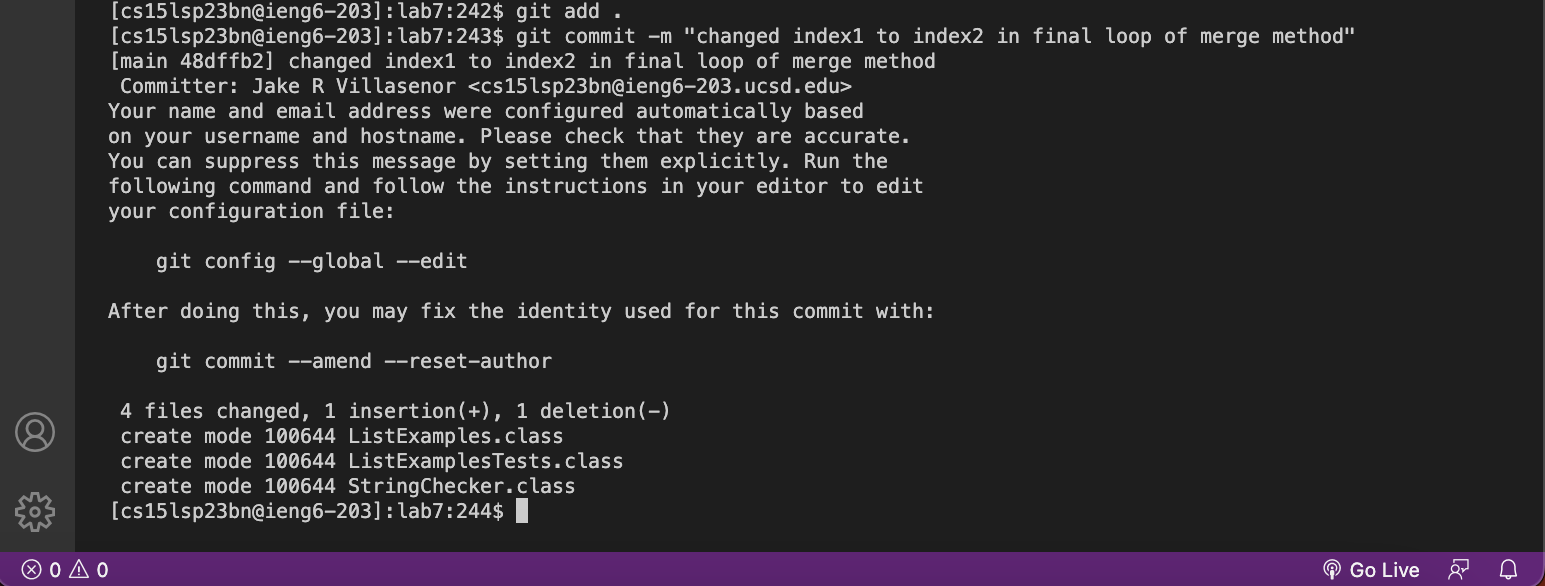 [cs15lsp23bn@ieng6-203]:lab7:242$ git add .
[cs15lsp23bn@ieng6-203]:lab7:243$ git commit -m "changed index1 to index2 in final loop of merge method"
[main 48dffb2] changed index1 to index2 in final loop of merge method
 Committer: Jake R Villasenor <cs15lsp23bn@ieng6-203.ucsd.edu>
Your name and email address were configured automatically based
on your username and hostname. Please check that they are accurate.
You can suppress this message by setting them explicitly. Run the
following command and follow the instructions in your editor to edit
your configuration file:

    git config --global --edit

After doing this, you may fix the identity used for this commit with:

    git commit --amend --reset-author

 4 files changed, 1 insertion(+), 1 deletion(-)
 create mode 100644 ListExamples.class
 create mode 100644 ListExamplesTests.class
 create mode 100644 StringChecker.class
[cs15lsp23bn@ieng6-203]:lab7:244$
0 0 Go Live